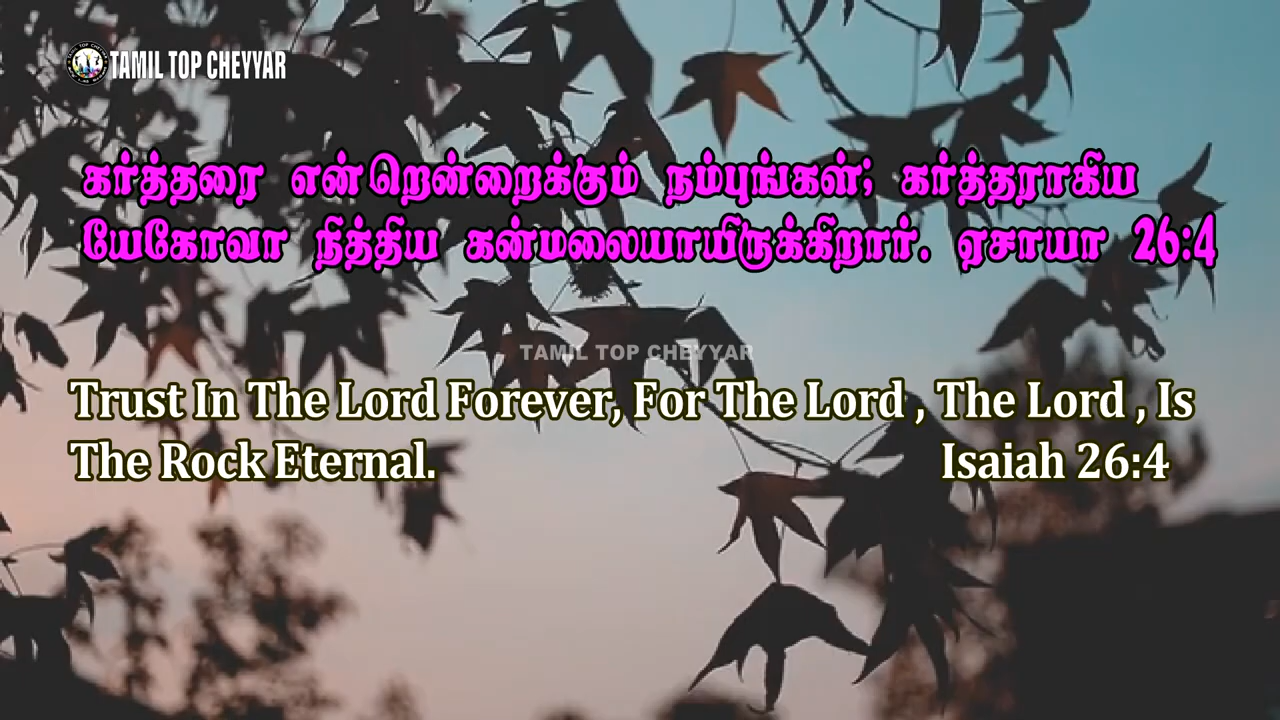 TAMIL TOP CHEYYAR
கர்த்தரை என்றென்றைக்கும் நம்புங்கள்; கர்த்தராகிய
யேகோவா நித்திய கன்மலையாயிருக்கிறார். ஏசாயா 26:4
TAMIL TOP CHEYYAR
Trust In The Lord Forever, For The Lord , The Lord , Is
The Rock Eternal. Isaiah 26:4